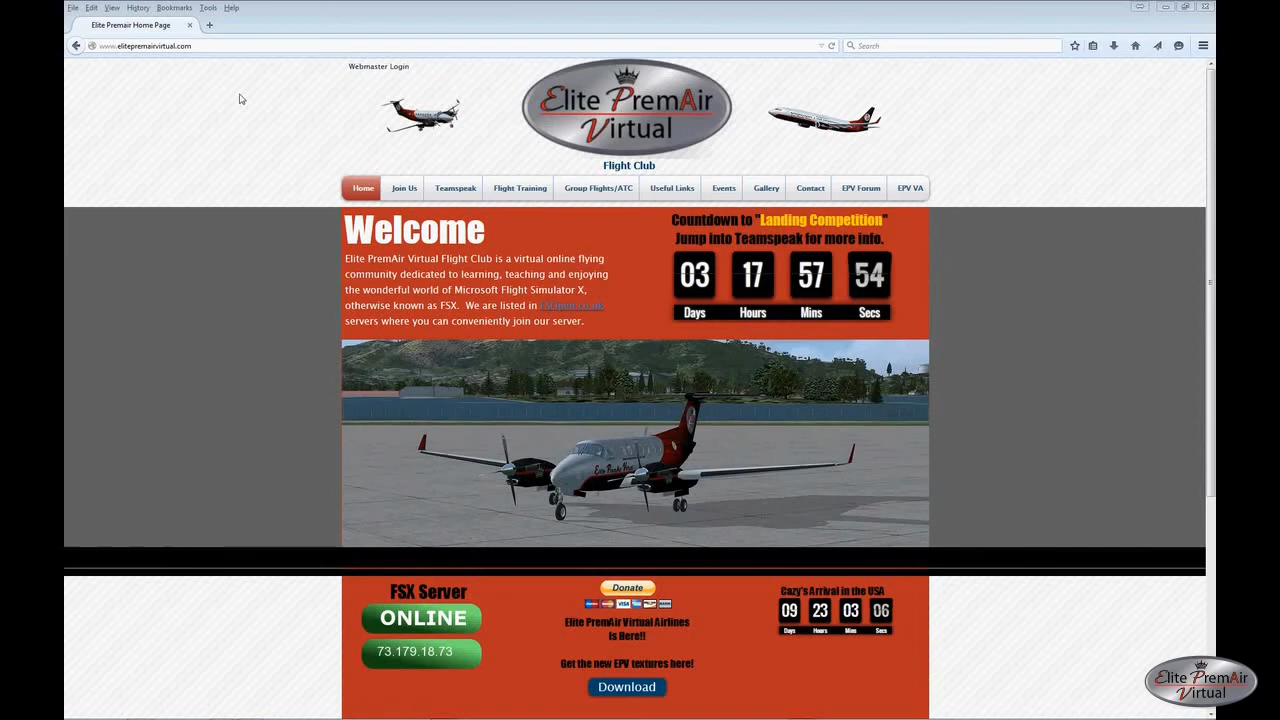 File Edit View History Bookmarks Tools Help
Elite Premair Home Page
www.elitepremairvirtual.com
Search
Webmaster Login
Elite PremAir
Virtual
Flight Club
Home Join Us Teamspeak Flight Training Group Flights/ATC Useful Links Events Gallery Contact EPV Forum EPV VA
Welcome
Elite PremAir Virtual Flight Club is a virtual online flying
community dedicated to learning, teaching and enjoying
the wonderful world of Microsoft Flight Simulator X,
otherwise known as FSX. We are listed in
servers where you can conveniently join our server.
Countdown to "Landing Competition"
Jump into Teamspeak for more info.
03 17 57 54
Days Hours Mins Secs
FSX Server
ONLINE
73.179.18.73
Donate
VISA
Elite PremAir Virtual Airlines
Is Here!!
Get the new EPV textures here!
Download
Cazy's Arrival in the USA
09 23 03 06
Days Hours Mins Secs
Elite PremAir
Virtual